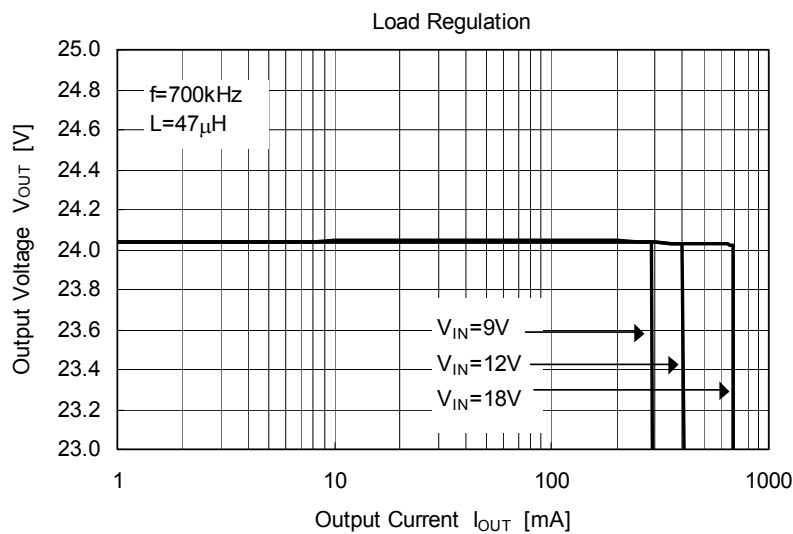 Load Regulation
25.0
24.8
24.6
24.4
24.2
24.0
23.8
23.6
23.4
23.2
23.0
Output Voltage VOUT [V]
f=700kHz
L=47μH
VIN=9V
VIN=12V
VIN=18V
1 10 100 1000
Output Current IOUT [mA]